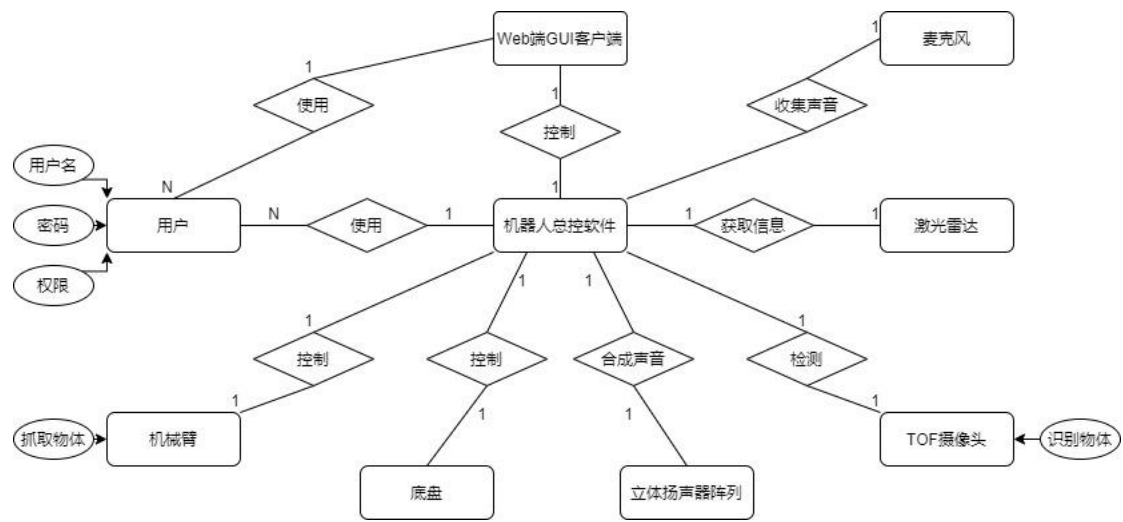 Web端GUI客户端
1
麦克风
1
1
使用
1
收集声音
1
控制
用户名
N
1
密码
用户
N
使用
1
机器人总控软件
1
获取信息
1
激光雷达
权限
1
1
1
1
控制
控制
合成声音
检测
1
1
1
1
抓取物体
机械臂
TOF摄像头
识别物体
底盘
立体扬声器阵列